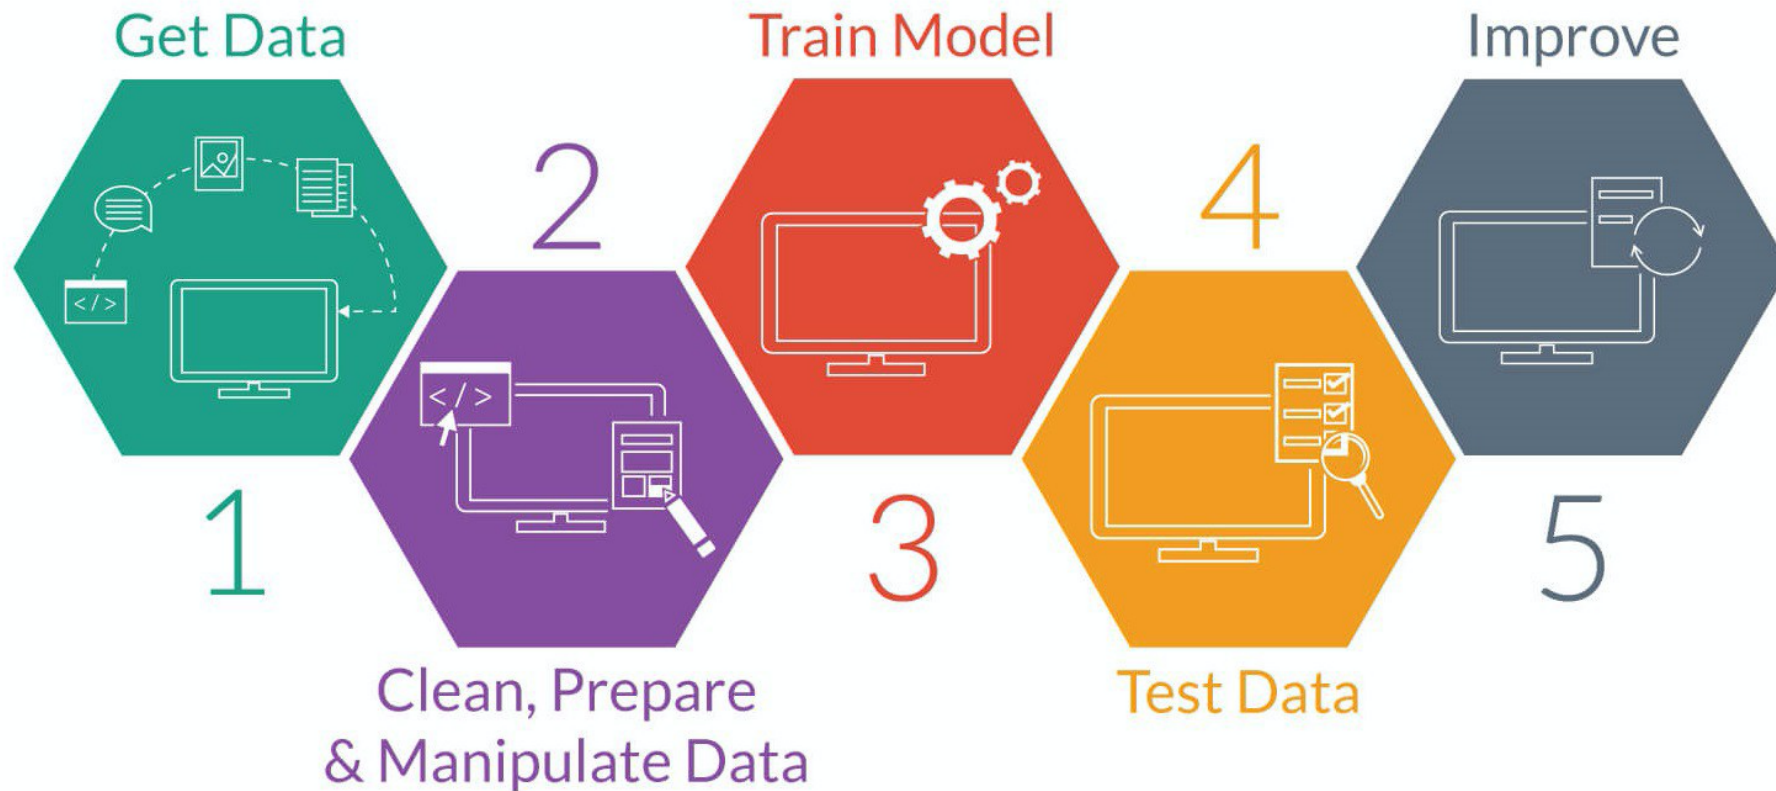 Get Data
1
</>
2
</>
Clean, Prepare
& Manipulate Data
Train Model
3
4
Test Data
Improve
5